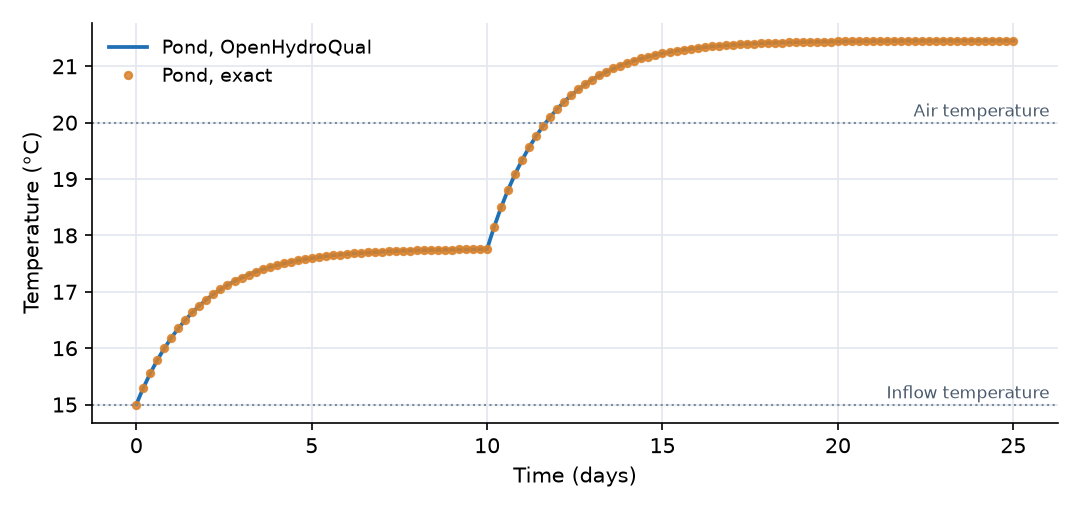 Pond, OpenHydroQual
Pond, exact
Air temperature
Inflow temperature
Temperature (°C)
21
20
19
18
17
16
15
0 5 10 15 20 25
Time (days)